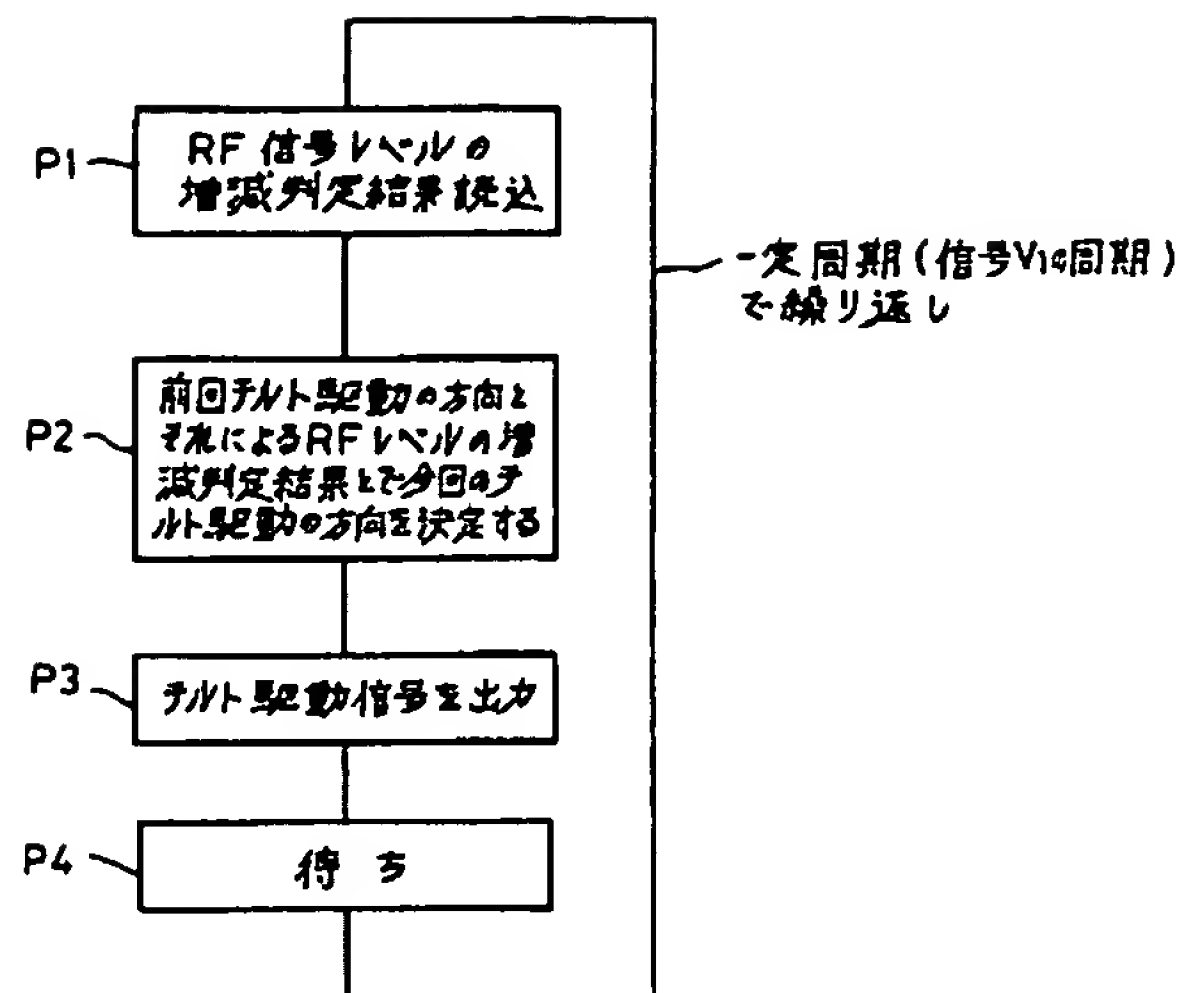 P1
RF 信号レベルの
増減判定結果読込
一定周期(信号V19周期)
で繰り返し
P2
前回チルト駆動の方向と
それによるRFレベルの増
減判定結果とで今回のチ
ルト駆動の方向を決定する
P3
チルト駆動信号を出力
P4
待ち